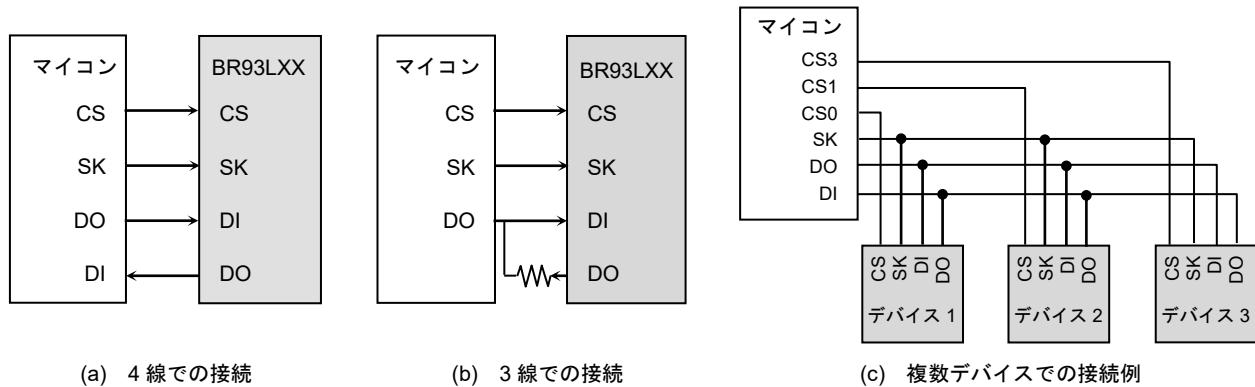 マイコン
CS
SK
DO
DI
BR93LXX
CS
SK
DI
DO
(a) 4 線での接続
マイコン
CS
SK
DO
BR93LXX
CS
SK
DI
DO
(b) 3 線での接続
マイコン
CS3
CS1
CS0
SK
DO
DI
CS
SK
DI
DO
デバイス 1
CS
SK
DI
DO
デバイス 2
CS
SK
DI
DO
デバイス 3
(c) 複数デバイスでの接続例